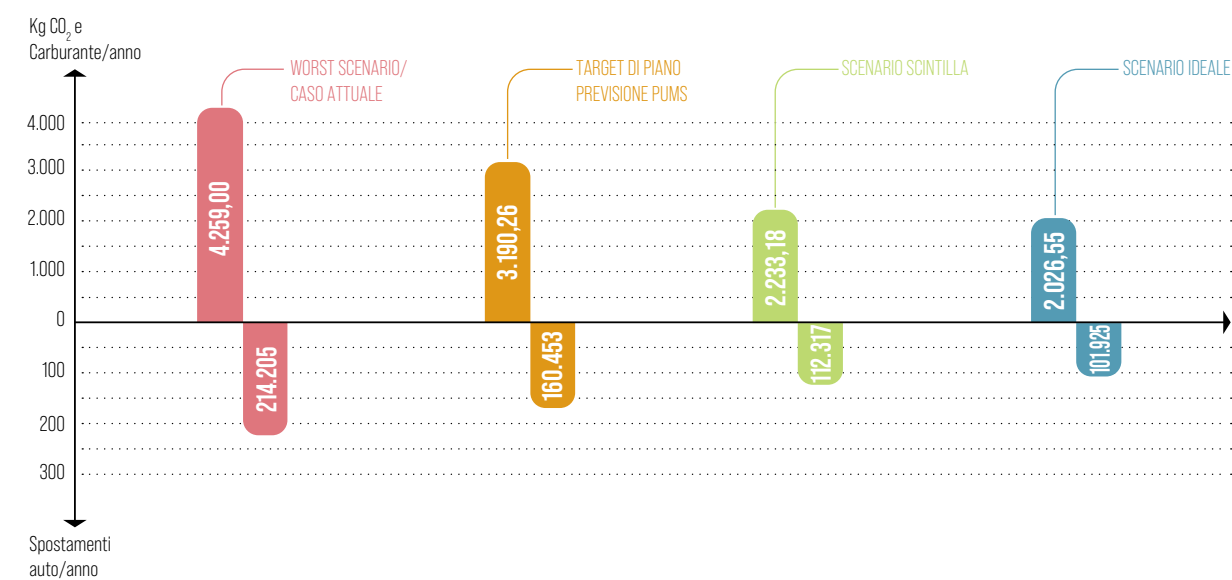 Kg CO₂ e
Carburante/anno
WORST SCENARIO/
CASO ATTUALE
TARGET DI PIANO
PREVISIONE PUMS
SCENARIO SCINTILLA
SCENARIO IDEALE
4.000
3.000
2.000
1.000
0
100
200
300
4.259,00
214.205
3.190,26
160.453
2.233,18
112.317
2.026,55
101.925
Spostamenti
auto/anno